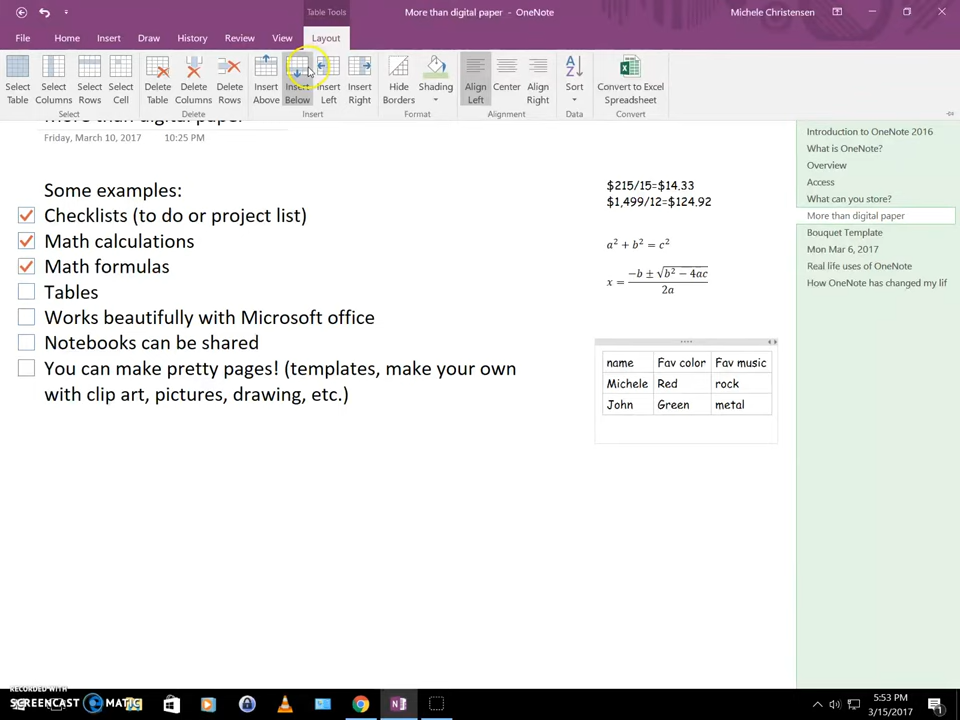 Table Tools
More than digital paper - OneNote
Michele Christensen
File Home Insert Draw History Review View Layout
Select Table
Select Columns
Select Rows
Select Cell
Delete Table
Delete Columns
Delete Rows
Insert Above
Insert Below
Insert Left
Insert Right
Hide Borders
Shading
Align Left
Center
Align Right
Sort
Convert to Excel Spreadsheet
Select Delete Insert Format Alignment Data Convert
More than digital paper
Friday, March 10, 2017 10:25 PM
Some examples:
Checklists (to do or project list)
Math calculations
Math formulas
Tables
Works beautifully with Microsoft office
Notebooks can be shared
You can make pretty pages! (templates, make your own
with clip art, pictures, drawing, etc.)
$215/15=$14.33
$1,499/12=$124.92
a² + b² = c²
x = (-b ± √(b² − 4ac)) / 2a
name Fav color Fav music
Michele Red rock
John Green metal
Introduction to OneNote 2016
What is OneNote?
Overview
Access
What can you store?
More than digital paper
Bouquet Template
Mon Mar 6, 2017
Real life uses of OneNote
How OneNote has changed my lif
RECORDED WITH
SCREENCAST MATIC
5:53 PM
3/15/2017